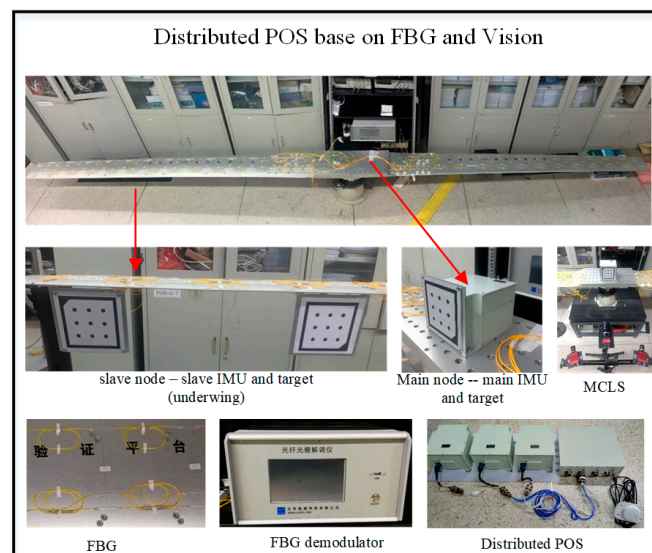 Distributed POS base on FBG and Vision
POS-G-T
slave node – slave IMU and target
(underwing)
Main node -- main IMU
and target
MCLS
验 证 平 台
光纤光栅解调仪
FBG
FBG demodulator
Distributed POS